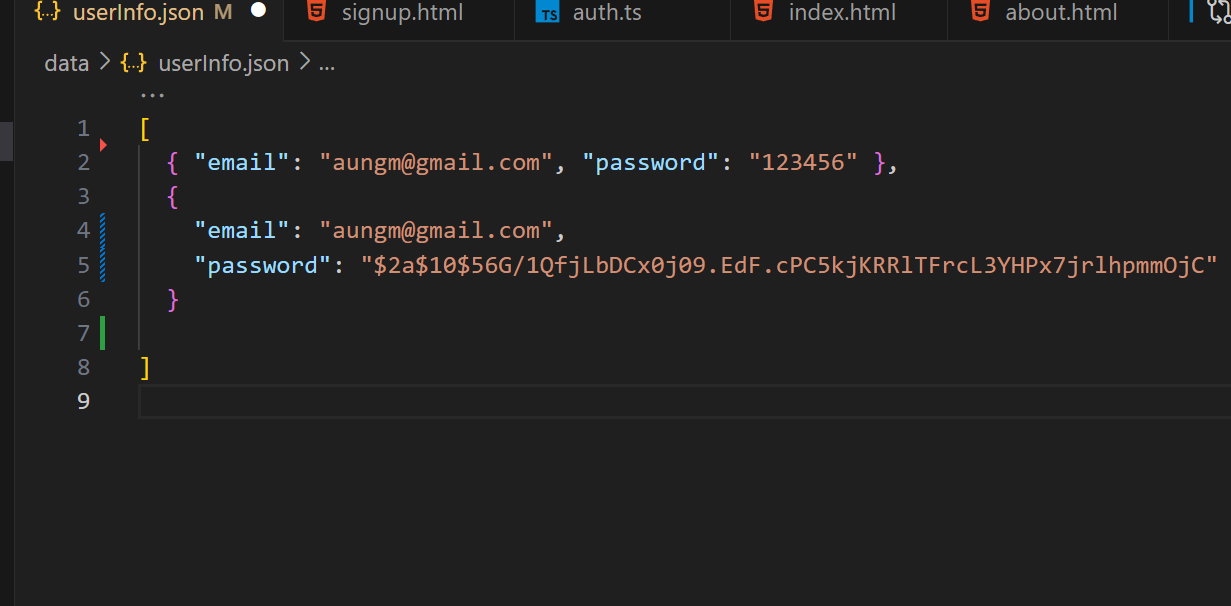 userInfo.json M signup.html TS auth.ts index.html about.html
data > {...} userInfo.json > ...
...
1 [
2 { "email": "aungm@gmail.com", "password": "123456" },
3 {
4 "email": "aungm@gmail.com",
5 "password": "$2a$10$56G/1QfjLbDCx0j09.EdF.cPC5kjKRRlTFrcL3YHPx7jrlhpmmOjC"
6 }
7
8 ]
9